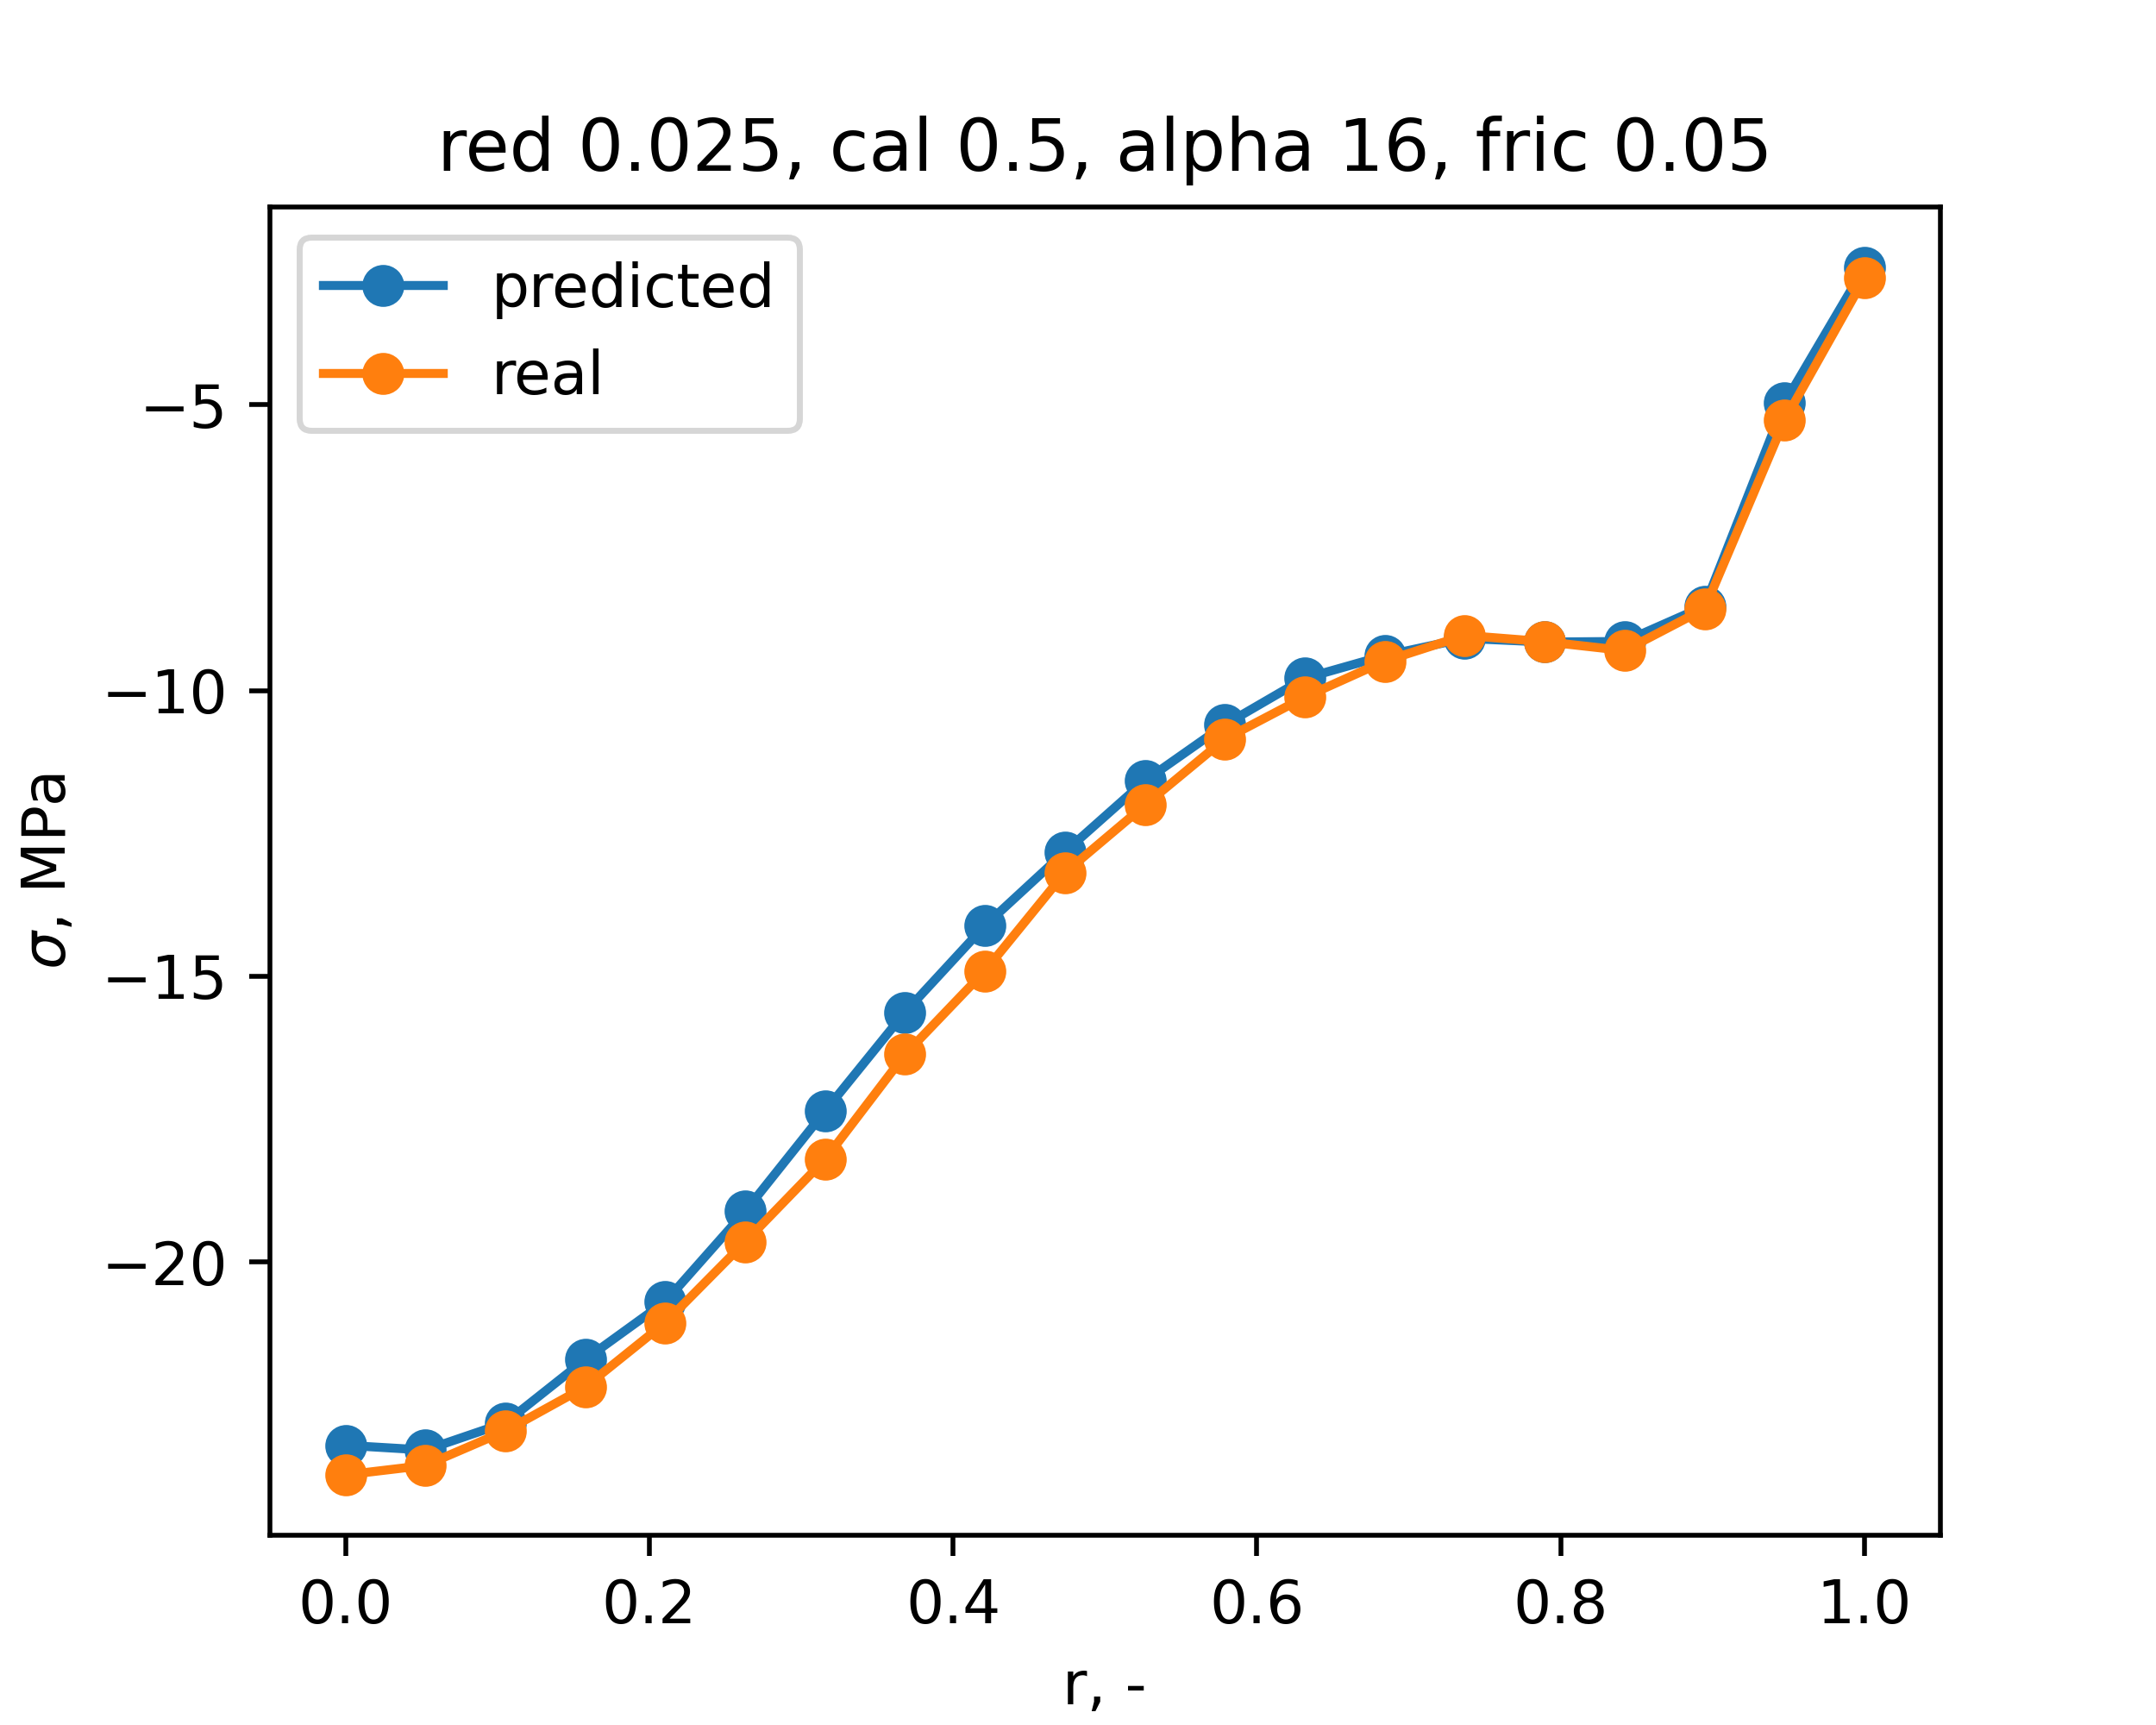 red 0.025, cal 0.5, alpha 16, fric 0.05
predicted
real
−5
−10
−15
−20
σ, MPa
0.0 0.2 0.4 0.6 0.8 1.0
r, -